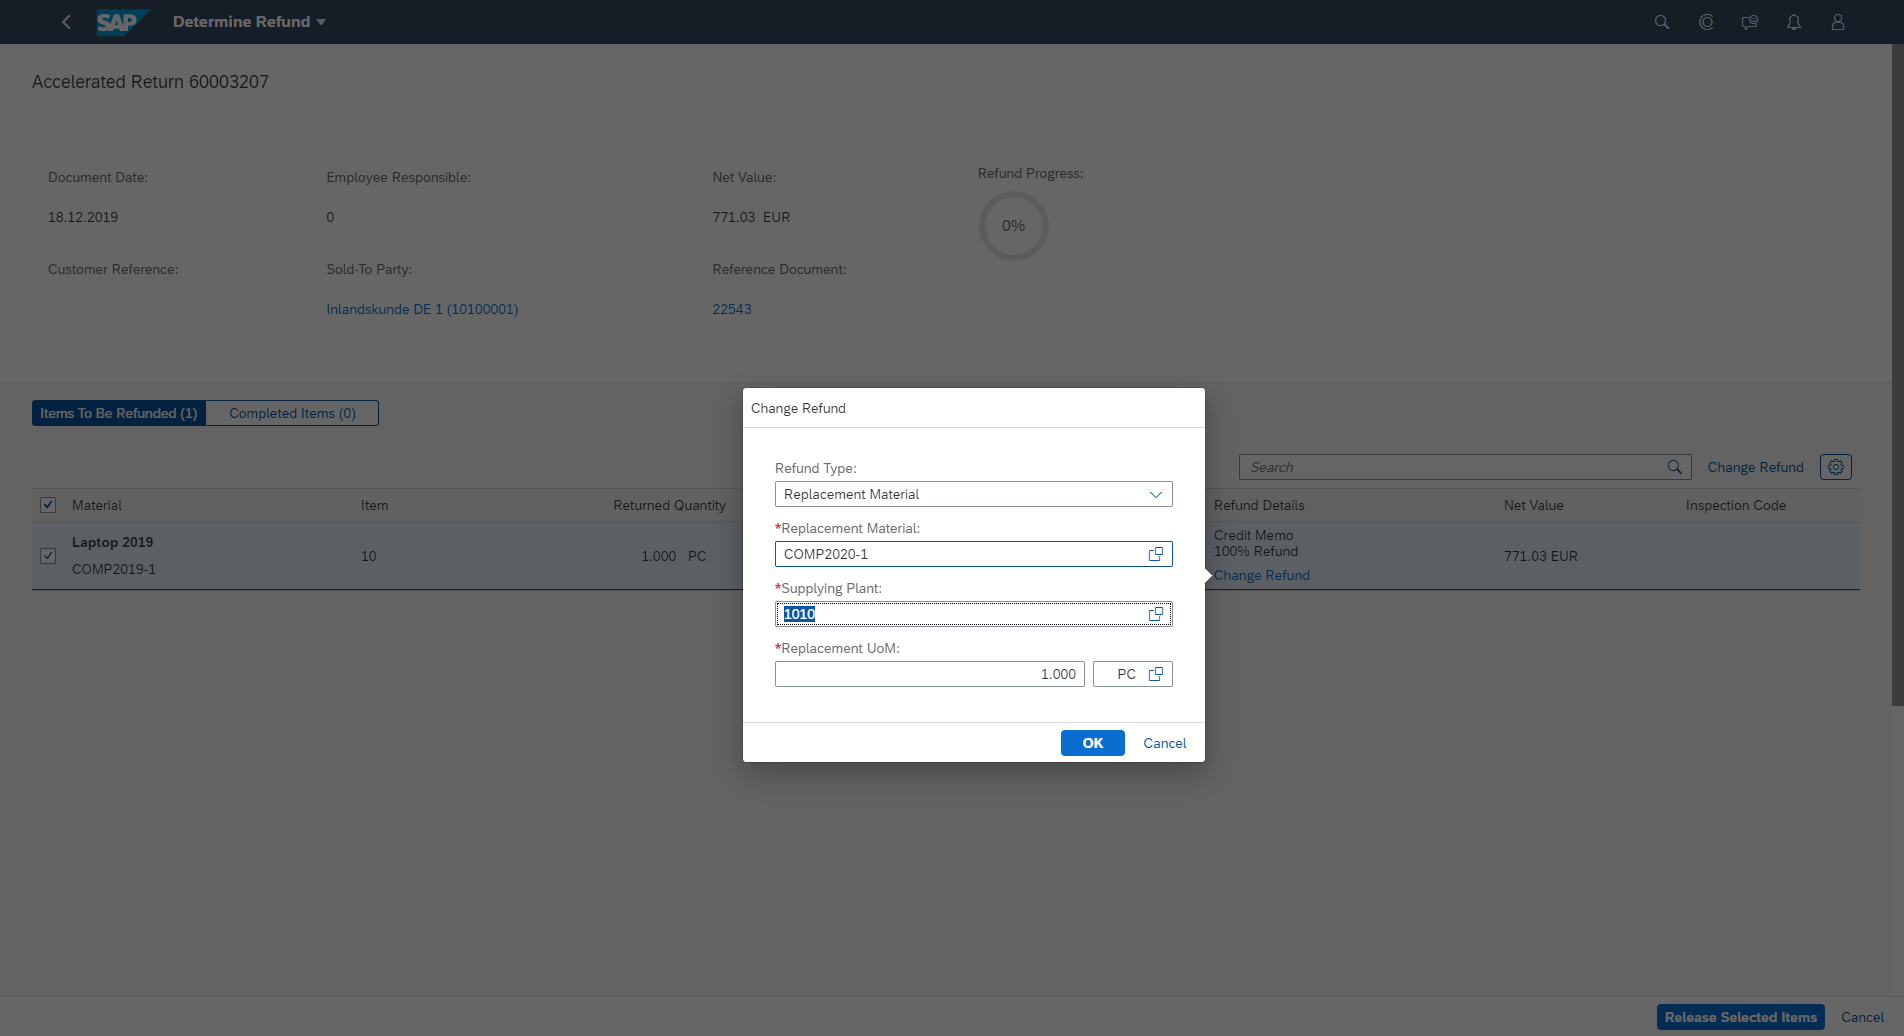 SAP Determine Refund
Accelerated Return 60003207
Document Date:
18.12.2019
Employee Responsible:
0
Net Value:
771.03 EUR
Refund Progress:
0%
Customer Reference:
Sold-To Party:
Inlandskunde DE 1 (10100001)
Reference Document:
22543
Items To Be Refunded (1) Completed Items (0)
Search Change Refund
Material Item Returned Quantity Refund Details Net Value Inspection Code
Laptop 2019
COMP2019-1
10 1.000 PC
Credit Memo
100% Refund
Change Refund
771.03 EUR
Change Refund
Refund Type:
Replacement Material
*Replacement Material:
COMP2020-1
*Supplying Plant:
1010
*Replacement UoM:
1.000 PC
OK Cancel
Release Selected Items Cancel